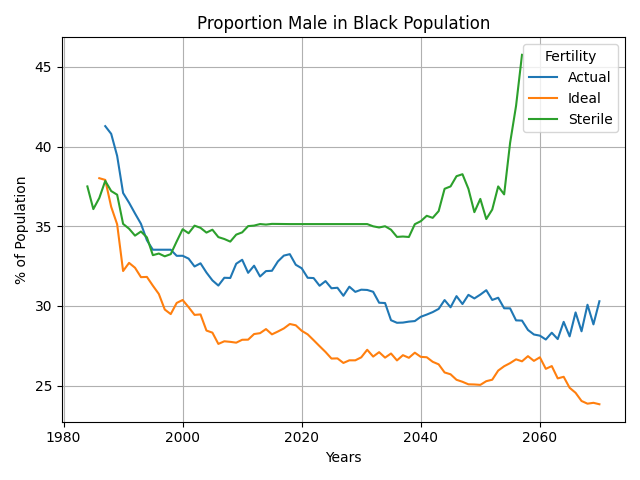 Proportion Male in Black Population
% of Population
45
40
35
30
25
Fertility
Actual
Ideal
Sterile
1980
2000
2020
2040
2060
Years